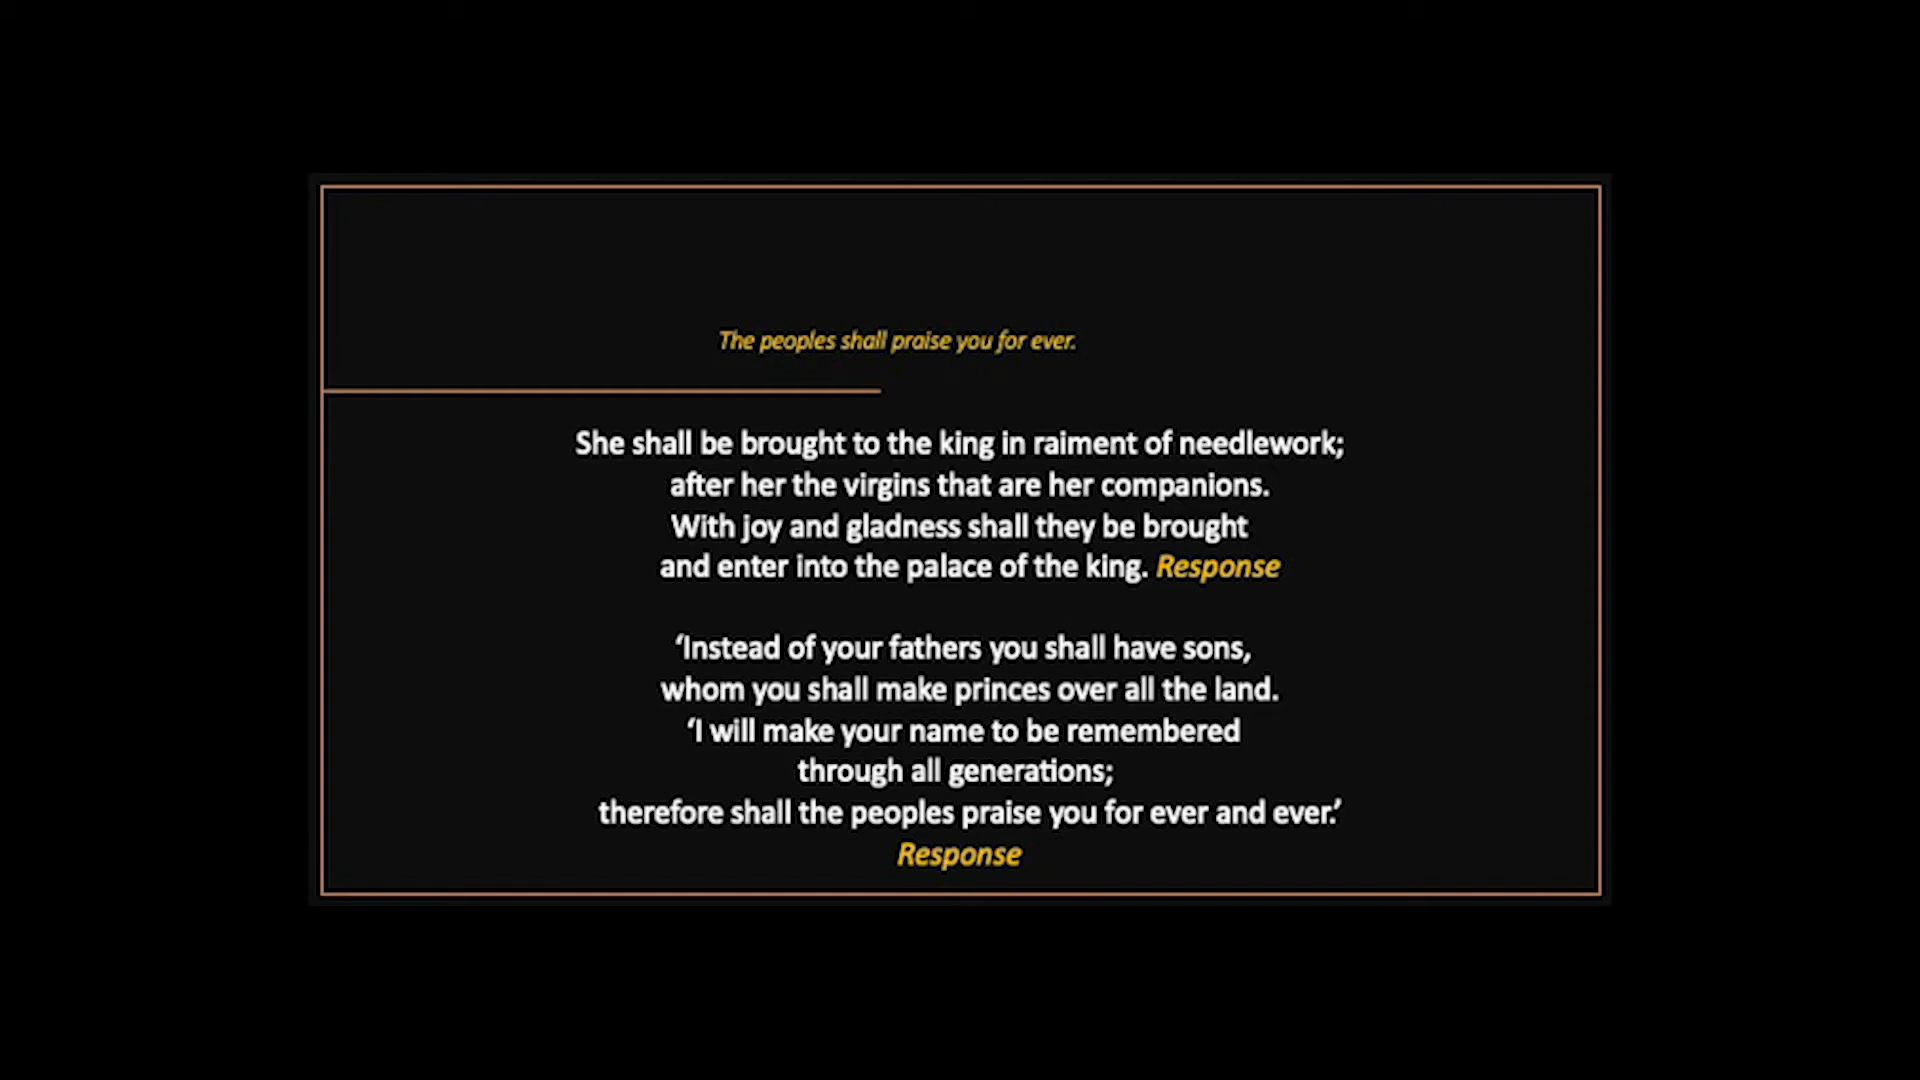 The peoples shall praise you for ever.
She shall be brought to the king in raiment of needlework;
after her the virgins that are her companions.
With joy and gladness shall they be brought
and enter into the palace of the king. Response
‘Instead of your fathers you shall have sons,
whom you shall make princes over all the land.
‘I will make your name to be remembered
through all generations;
therefore shall the peoples praise you for ever and ever.’
Response